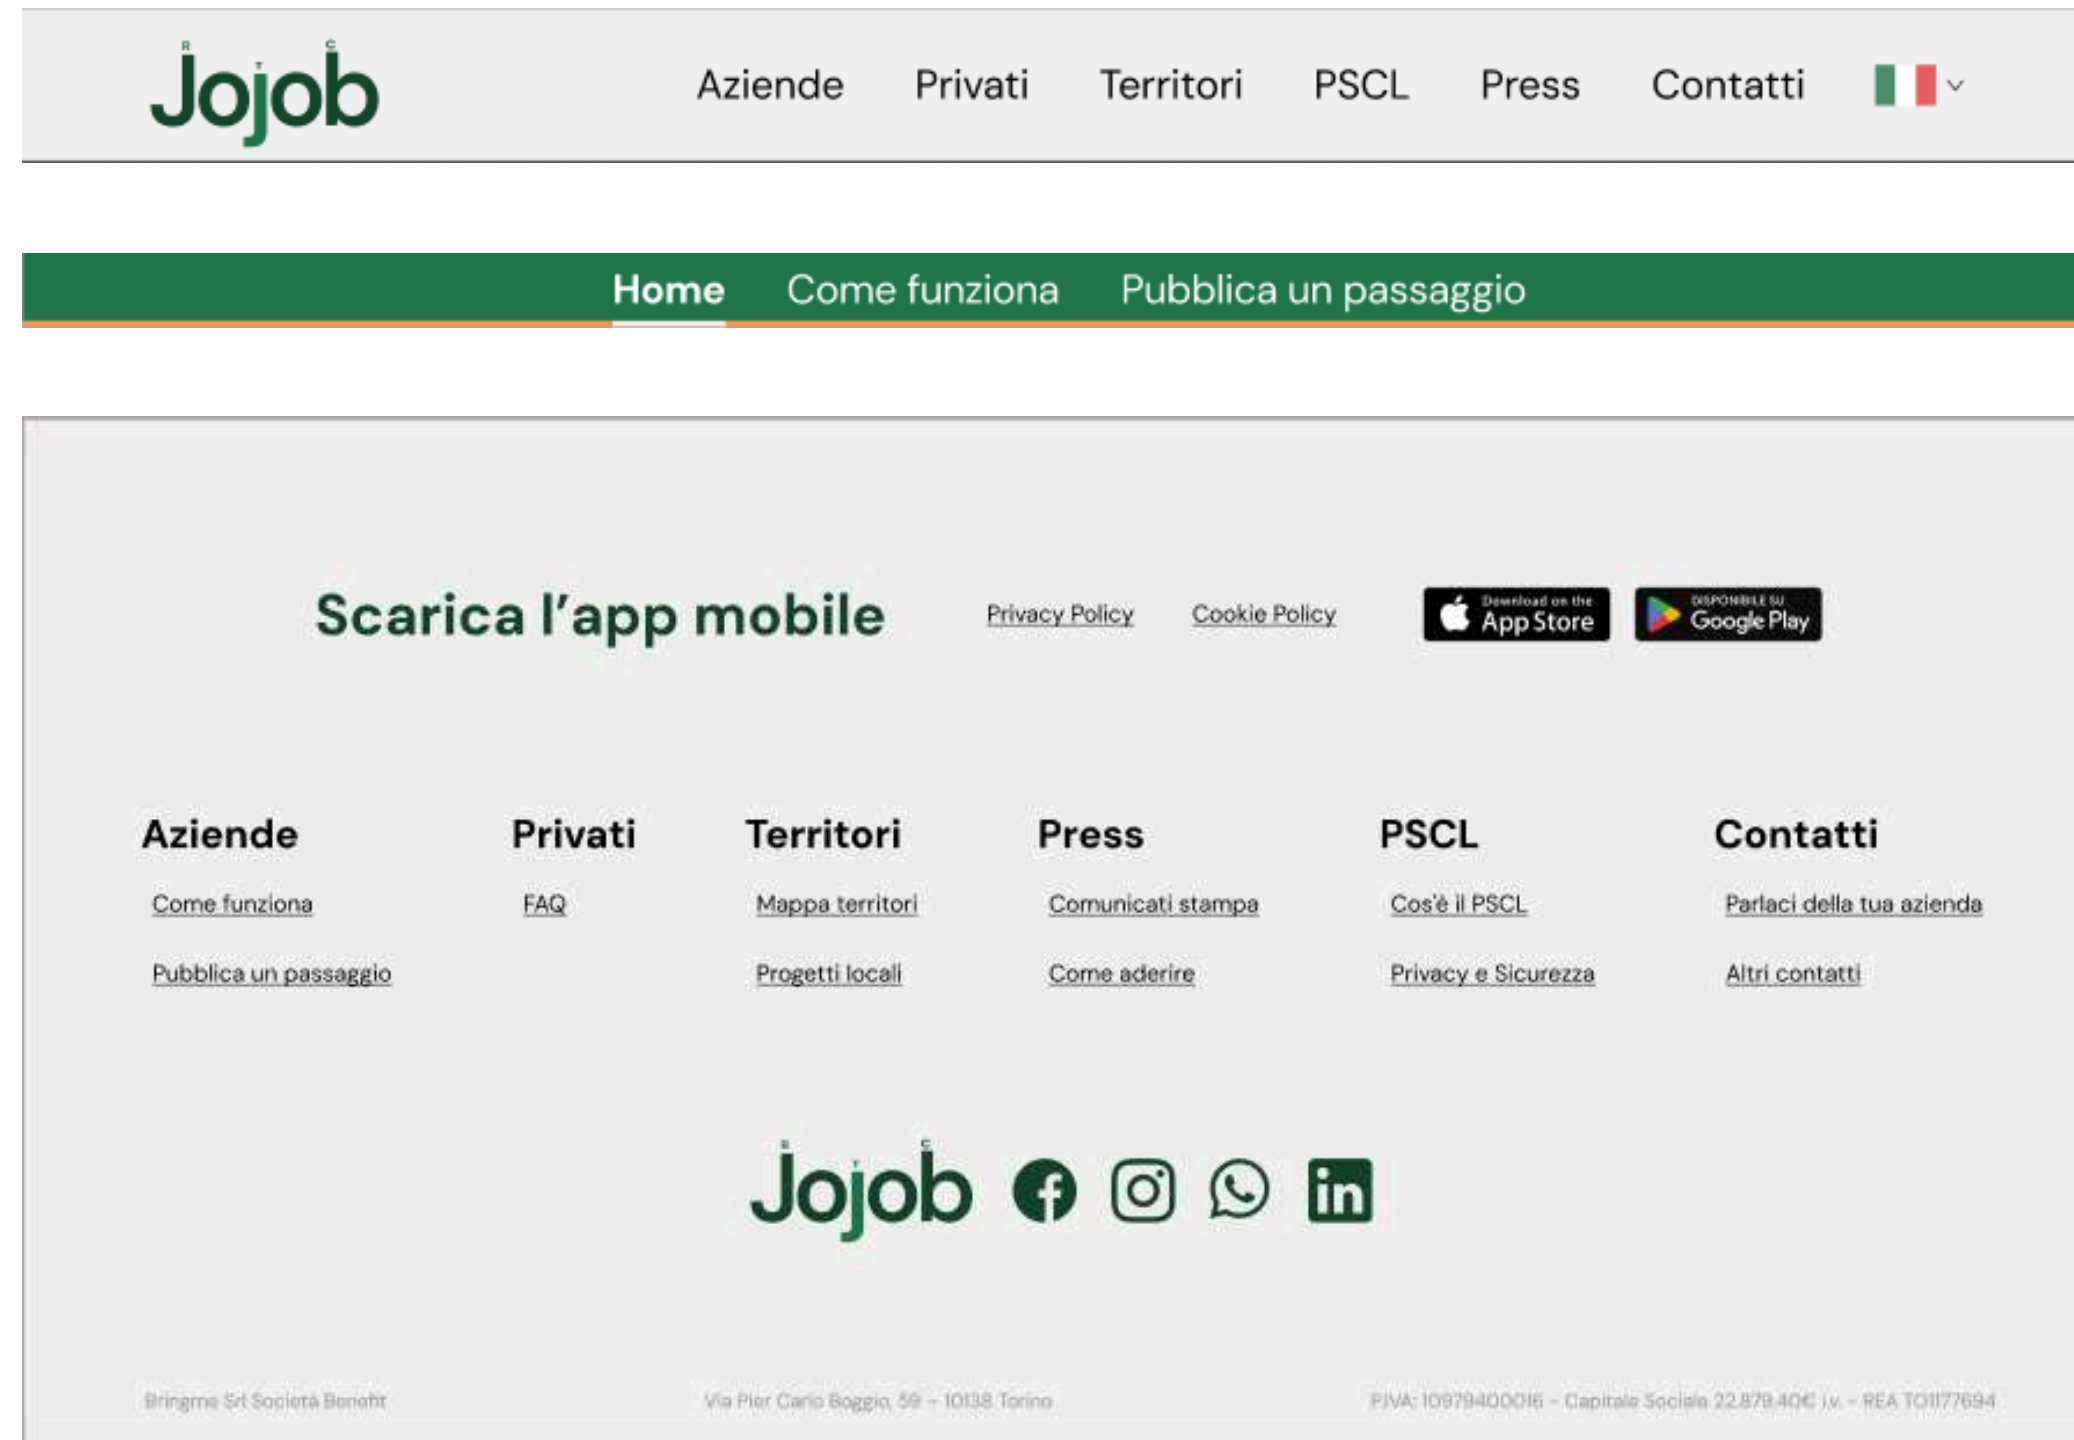 Jojob
R T C
Aziende Privati Territori PSCL Press Contatti
Home Come funziona Pubblica un passaggio
Scarica l’app mobile Privacy Policy Cookie Policy Download on the App Store DISPONIBILE SU Google Play
Aziende Privati Territori Press PSCL Contatti
Come funziona FAQ Mappa territori Comunicati stampa Cos'è il PSCL Parlaci della tua azienda
Pubblica un passaggio Progetti locali Come aderire Privacy e Sicurezza Altri contatti
Jojob
R T C
Bringme Srl Società Benefit Via Pier Carlo Boggio, 59 – 10138 Torino P.IVA: 10979400016 – Capitale Sociale 22.879.40€ i.v. – REA TO1177694